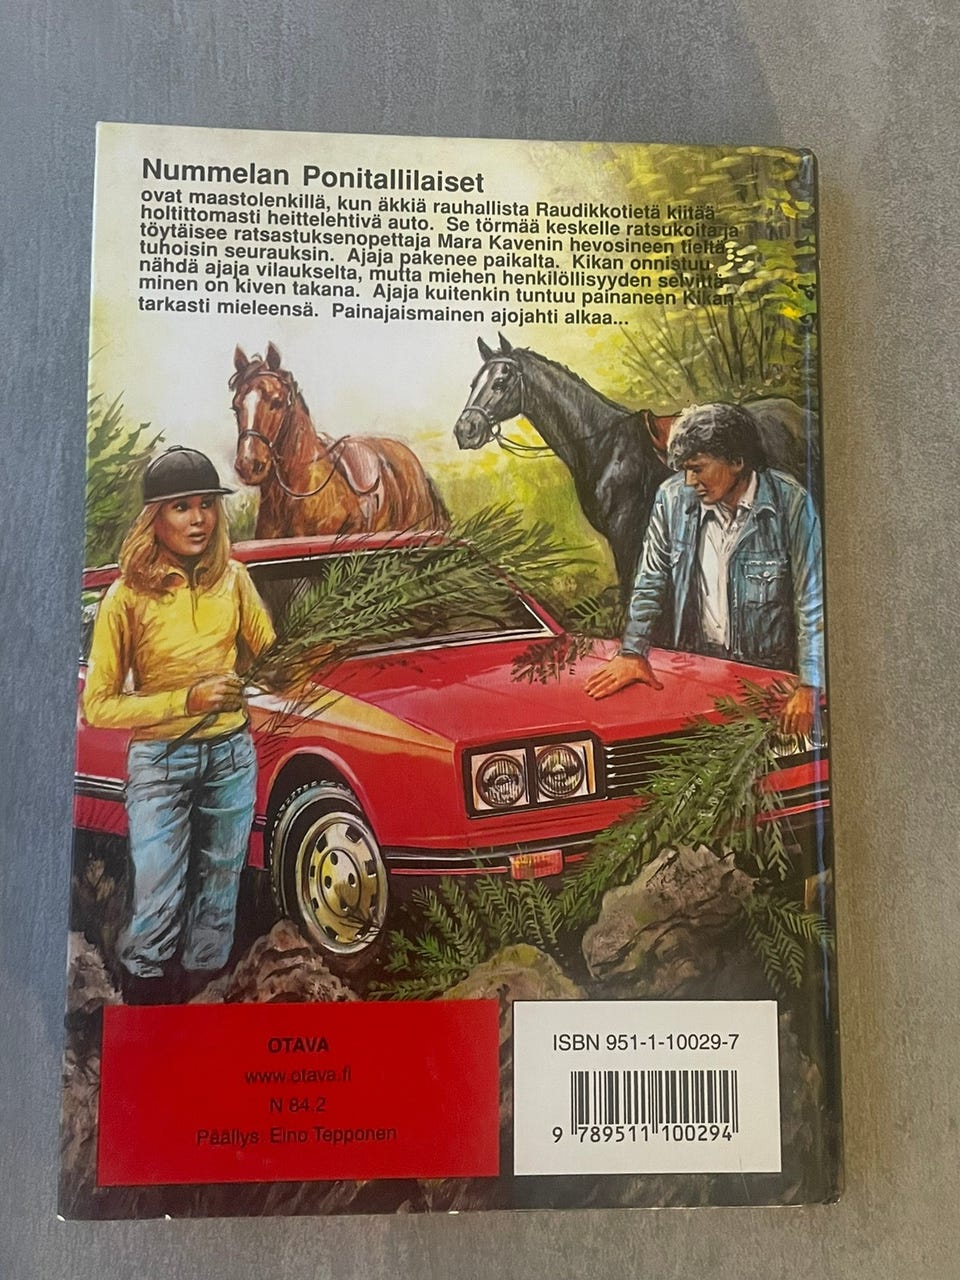 Nummelan Ponitallilaiset
ovat maastolenkillä, kun äkkiä rauhallista Raudikkotietä kiitää
holtittomasti heittelehtivä auto. Se törmää keskelle ratsukoita ja
töytäisee ratsastuksenopettaja Mara Kavenin hevosineen tieltä
tuhoisin seurauksin. Ajaja pakenee paikalta. Kikan onnistuu
nähdä ajaja vilaukselta, mutta miehen henkilöllisyyden selvittä-
minen on kiven takana. Ajaja kuitenkin tuntuu painaneen Kikan
tarkasti mieleensä. Painajaismainen ajojahti alkaa...
OTAVA
www.otava.fi
N 84.2
Päällys Eino Tepponen
ISBN 951-1-10029-7
9 789511 100294